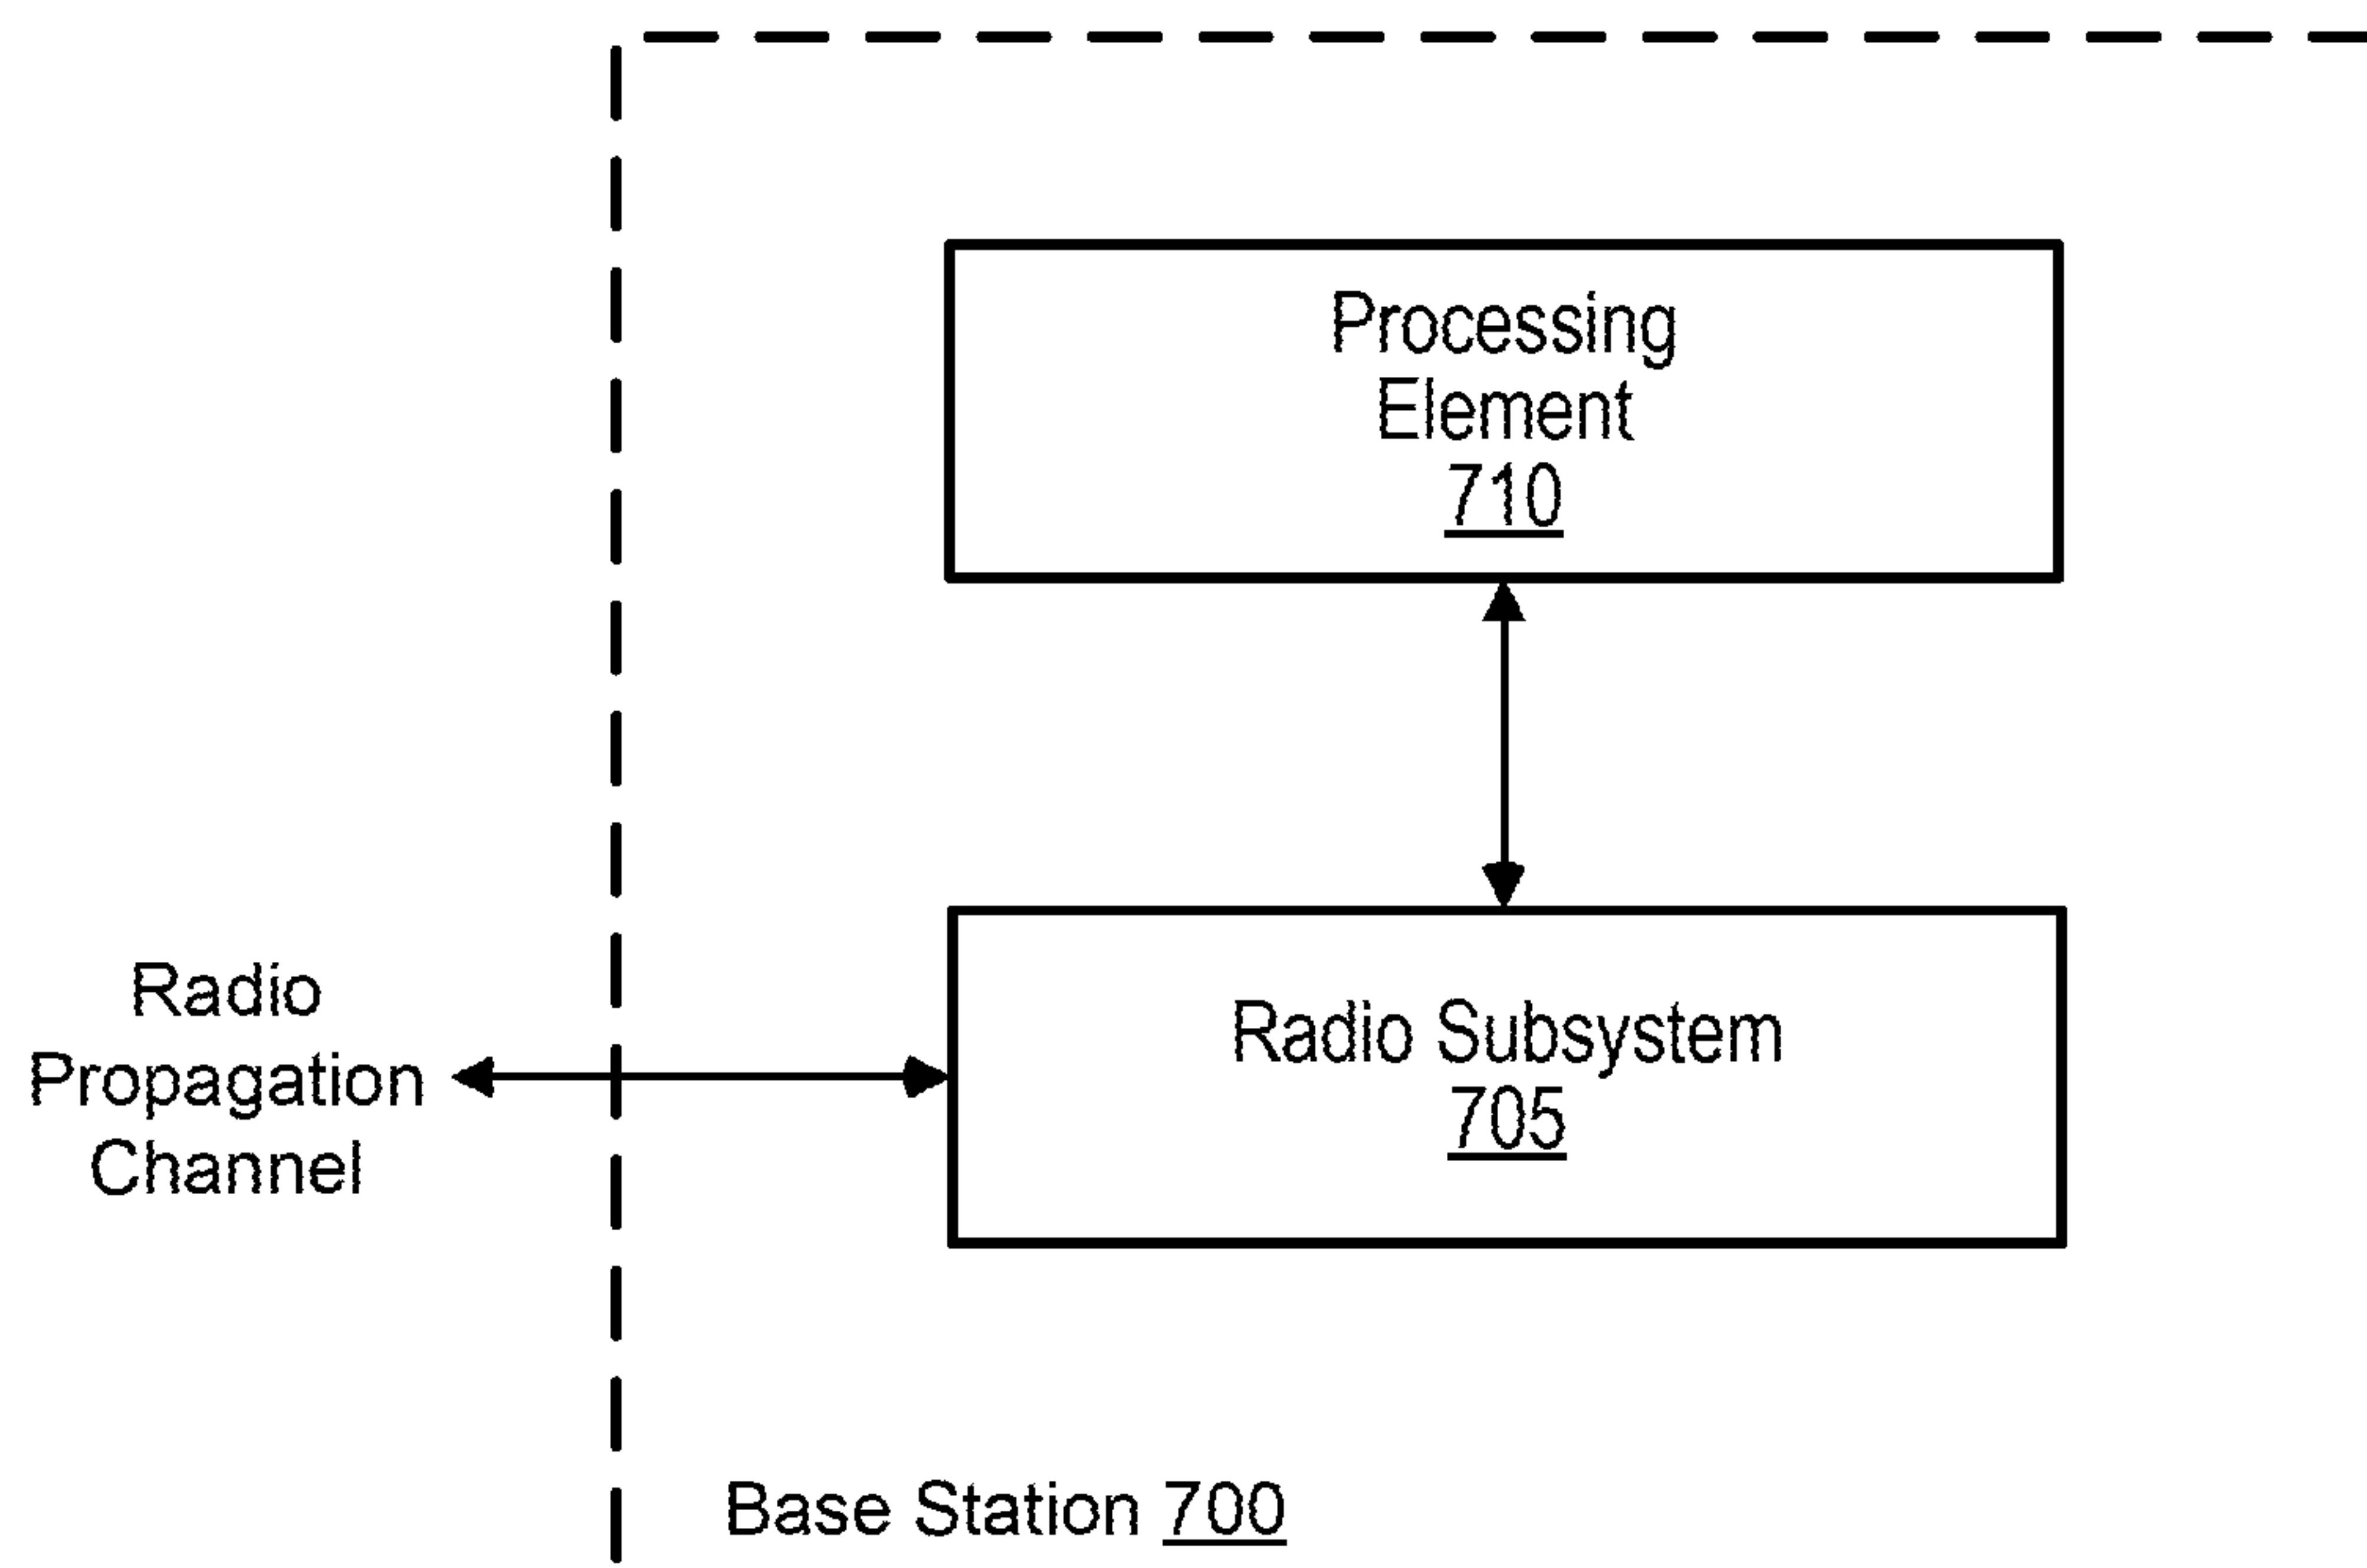 Processing
Element
710
Radio
Propagation
Channel
Radio Subsystem
705
Base Station 700